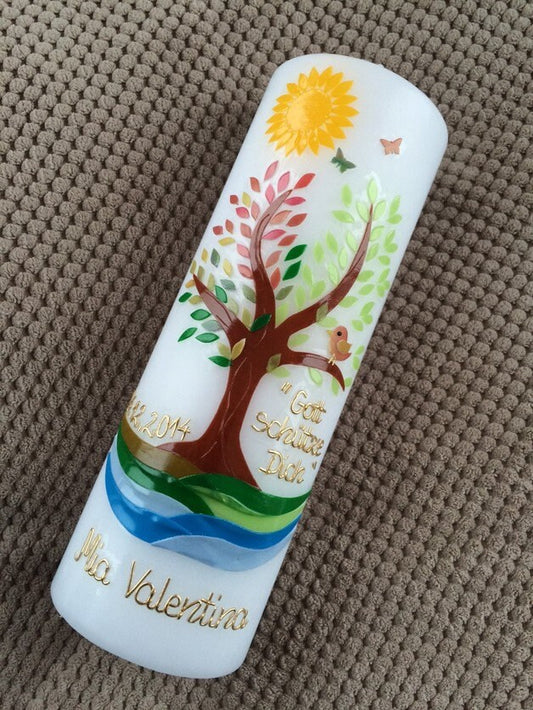 "Gott
schütze
Dich"
Mia Valentina